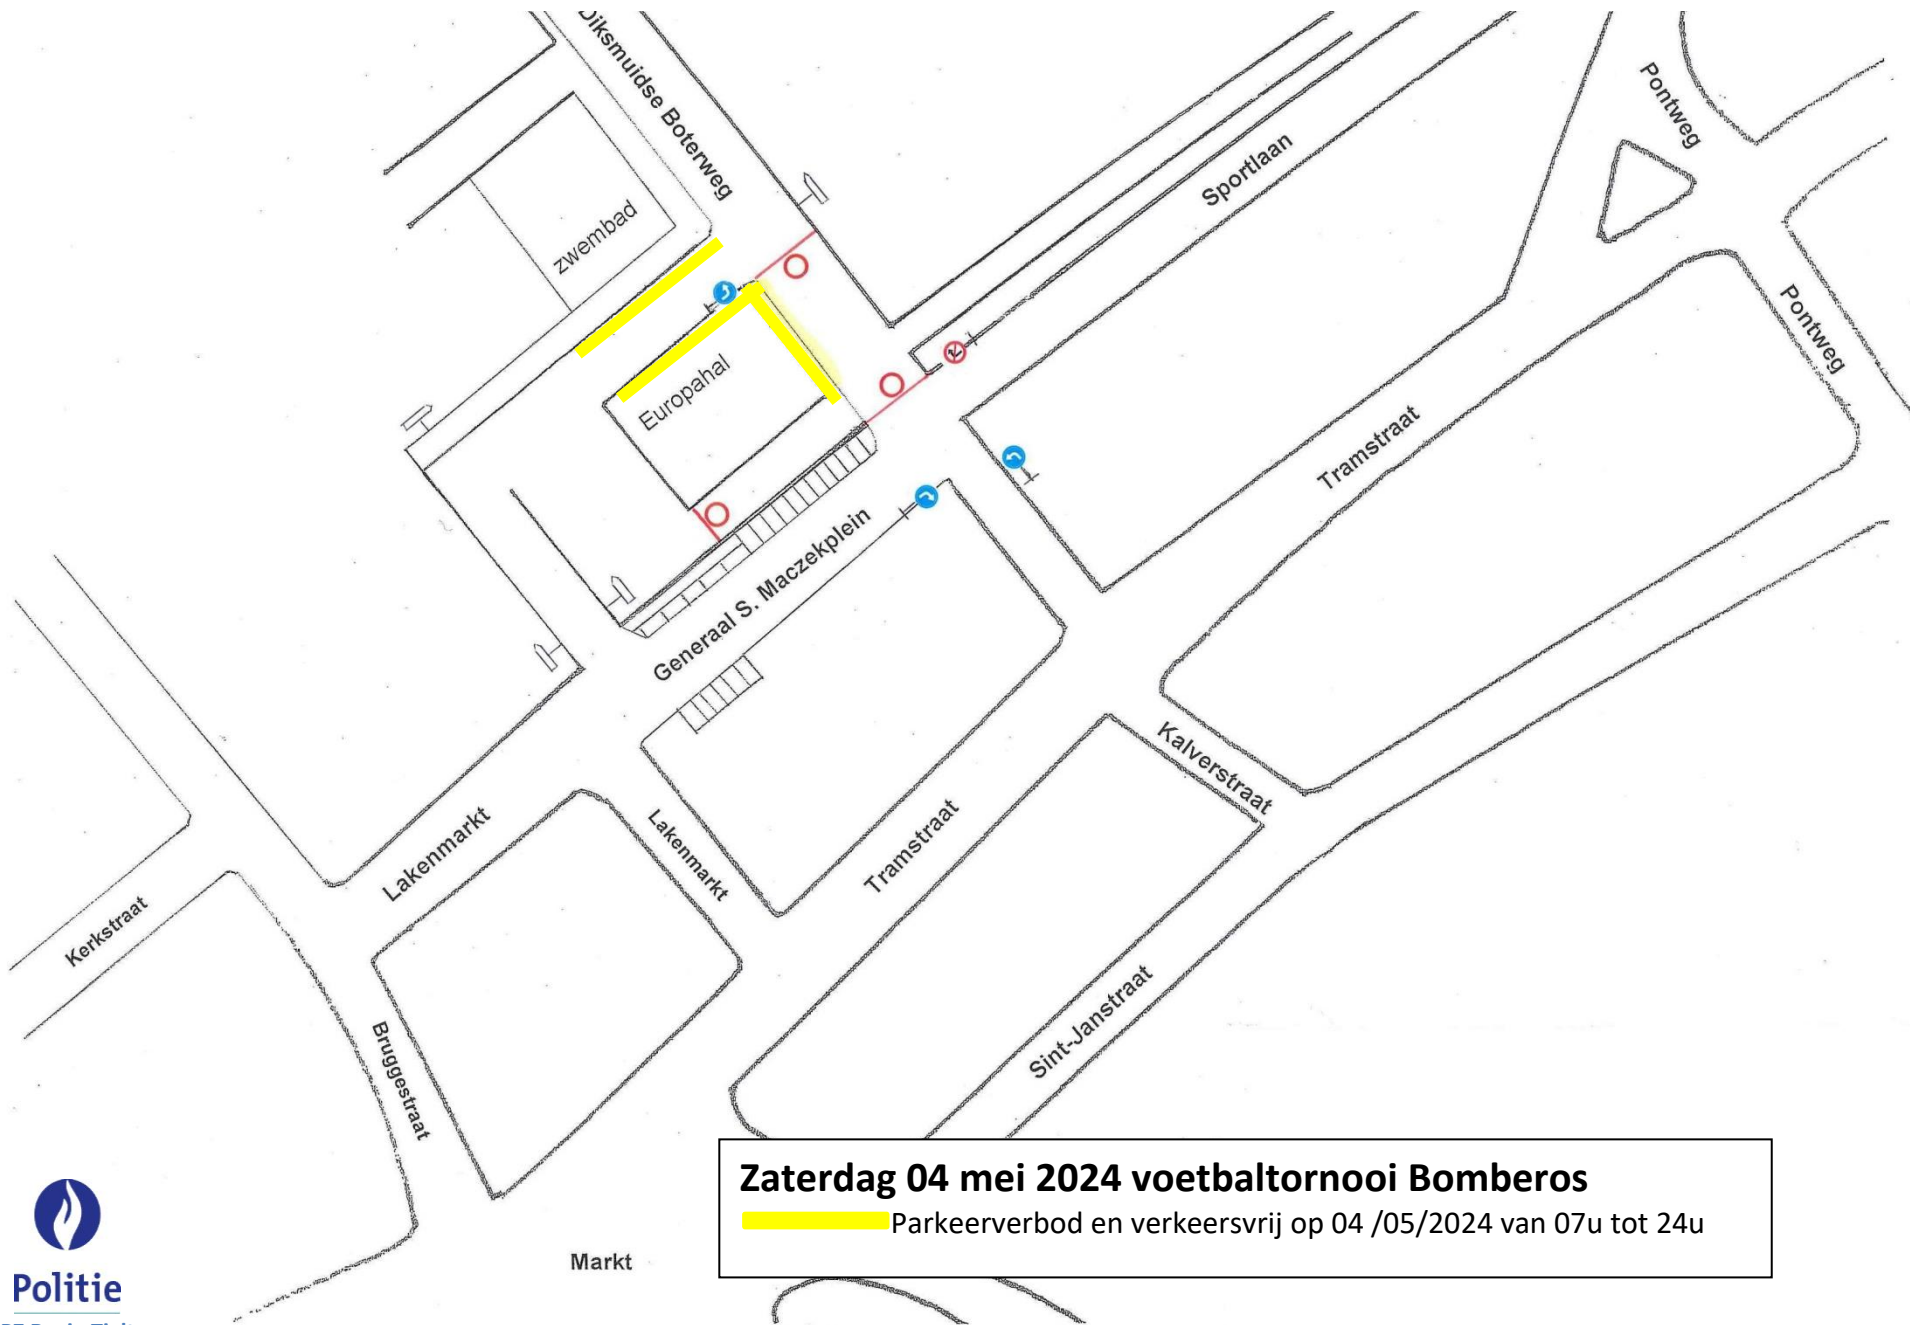 Diksmuidse Boterweg
Pontweg
Sportlaan
zwembad
Pontweg
Europahal
Tramstraat
Generaal S. Maczekplein
Kalverstraat
Lakenmarkt
Lakenmarkt
Tramstraat
Kerkstraat
Sint-Janstraat
Bruggestraat
Zaterdag 04 mei 2024 voetbaltornooi Bomberos
Parkeerverbod en verkeersvrij op 04 /05/2024 van 07u tot 24u
Markt
Politie